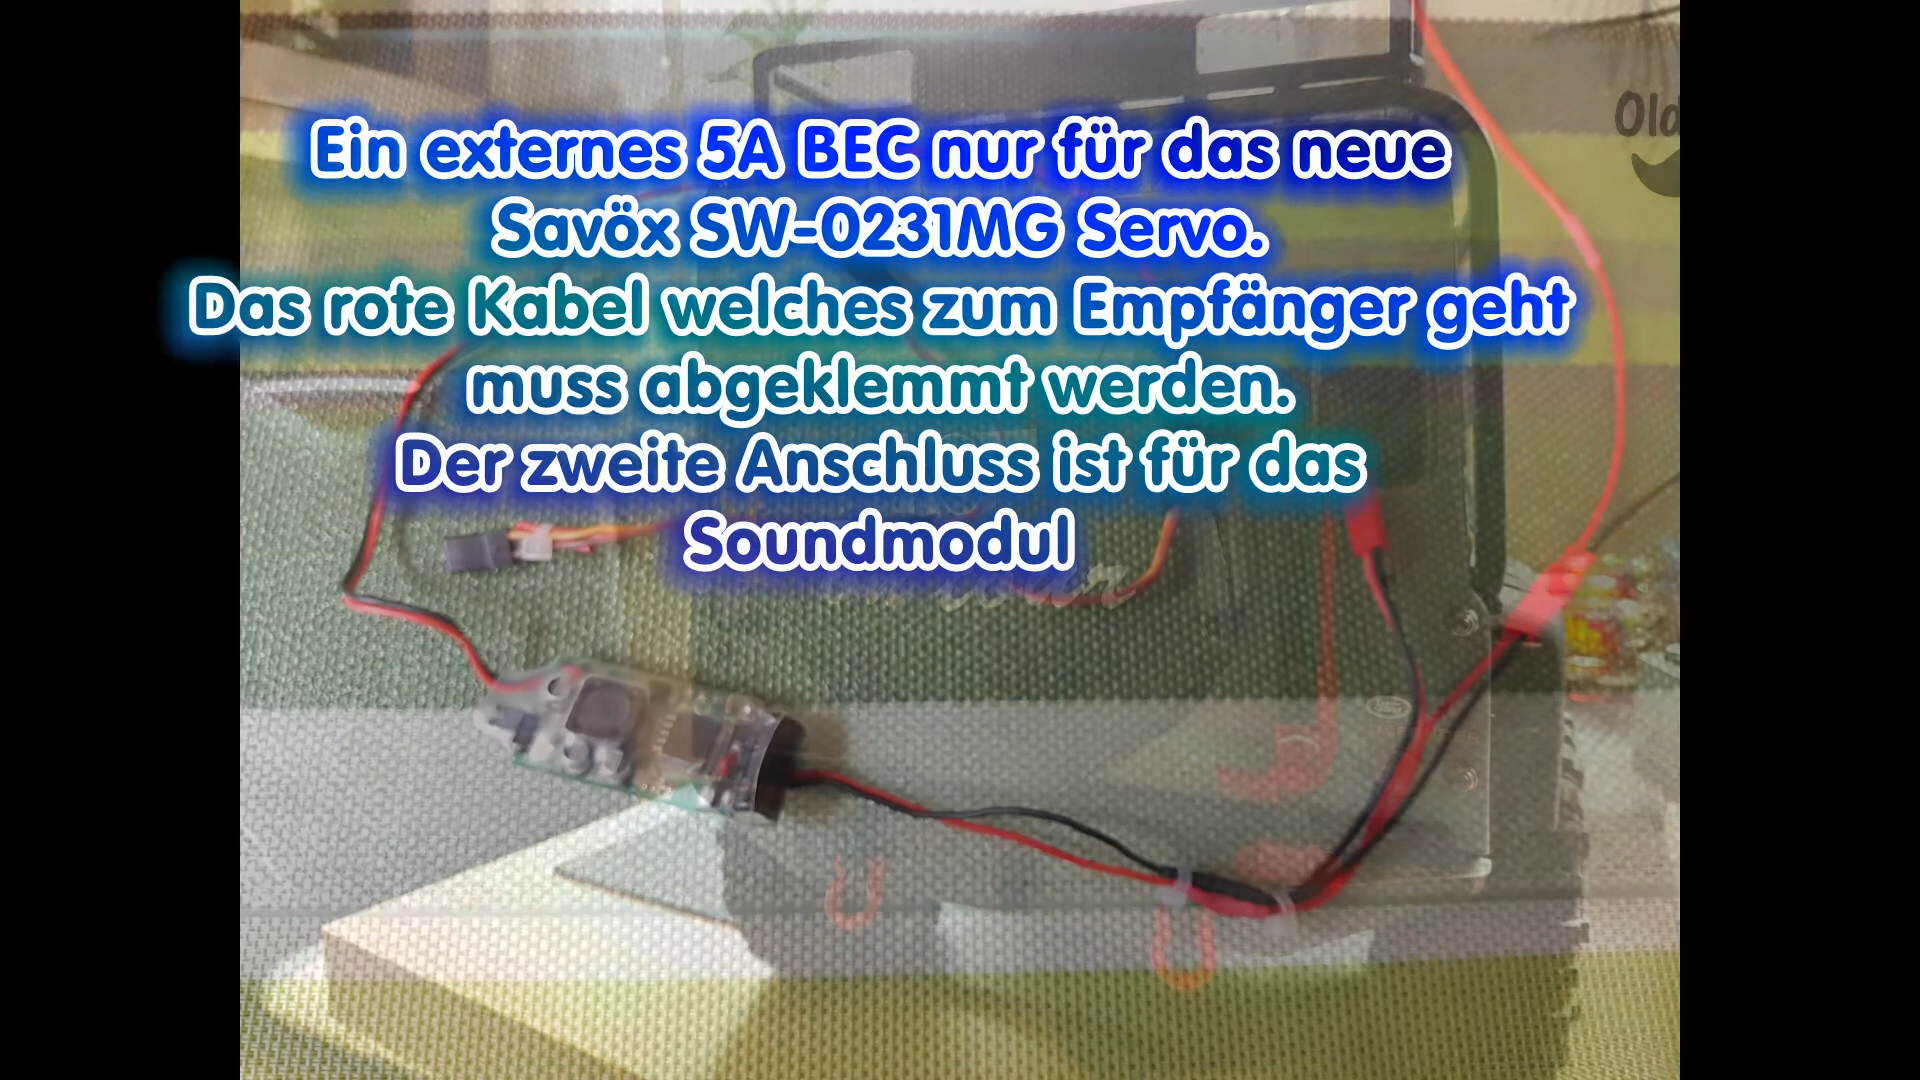 Ein externes 5A BEC nur für das neue
Savöx SW-0231MG Servo.
Das rote Kabel welches zum Empfänger geht
muss abgeklemmt werden.
Der zweite Anschluss ist für das
Soundmodul
Old